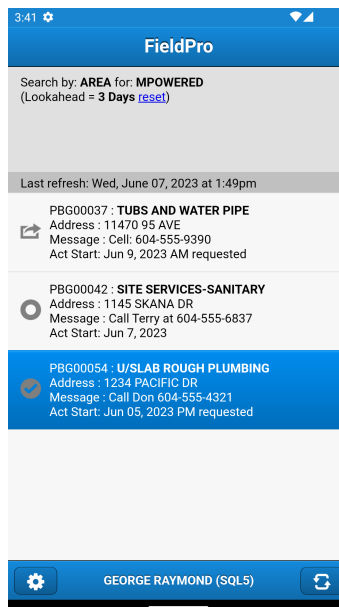 3:41
FieldPro
Search by: AREA for: MPOWERED
(Lookahead = 3 Days reset)
Last refresh: Wed, June 07, 2023 at 1:49pm
PBG00037 : TUBS AND WATER PIPE
Address : 11470 95 AVE
Message : Cell: 604-555-9390
Act Start: Jun 9, 2023 AM requested
PBG00042 : SITE SERVICES-SANITARY
Address : 1145 SKANA DR
Message : Call Terry at 604-555-6837
Act Start: Jun 7, 2023
PBG00054 : U/SLAB ROUGH PLUMBING
Address : 1234 PACIFIC DR
Message : Call Don 604-555-4321
Act Start: Jun 05, 2023 PM requested
GEORGE RAYMOND (SQL5)